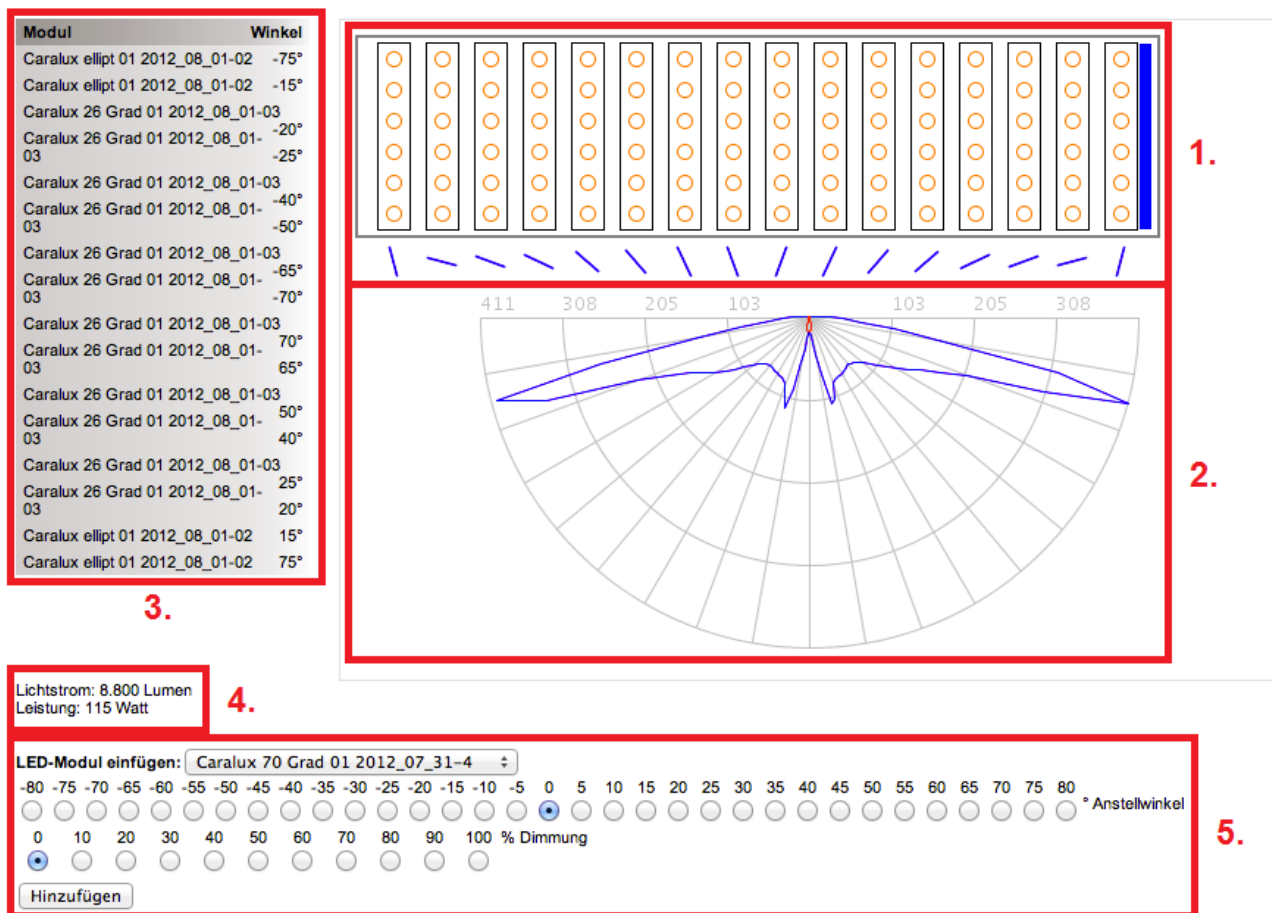 Modul Winkel
Caralux ellipt 01 2012_08_01-02 -75°
Caralux ellipt 01 2012_08_01-02 -15°
Caralux 26 Grad 01 2012_08_01-03
-20°
Caralux 26 Grad 01 2012_08_01-
03 -25°
Caralux 26 Grad 01 2012_08_01-03
-40°
Caralux 26 Grad 01 2012_08_01-
03 -50°
Caralux 26 Grad 01 2012_08_01-03
-65°
Caralux 26 Grad 01 2012_08_01-
03 -70°
Caralux 26 Grad 01 2012_08_01-03
70°
Caralux 26 Grad 01 2012_08_01-
03 65°
Caralux 26 Grad 01 2012_08_01-03
50°
Caralux 26 Grad 01 2012_08_01-
03 40°
Caralux 26 Grad 01 2012_08_01-03
25°
Caralux 26 Grad 01 2012_08_01-
03 20°
Caralux ellipt 01 2012_08_01-02 15°
Caralux ellipt 01 2012_08_01-02 75°
3.
1.
411 308 205 103 103 205 308
2.
Lichtstrom: 8.800 Lumen
Leistung: 115 Watt
4.
LED-Modul einfügen: Caralux 70 Grad 01 2012_07_31-4
-80 -75 -70 -65 -60 -55 -50 -45 -40 -35 -30 -25 -20 -15 -10 -5 0 5 10 15 20 25 30 35 40 45 50 55 60 65 70 75 80
° Anstellwinkel
0 10 20 30 40 50 60 70 80 90 100 % Dimmung
Hinzufügen
5.